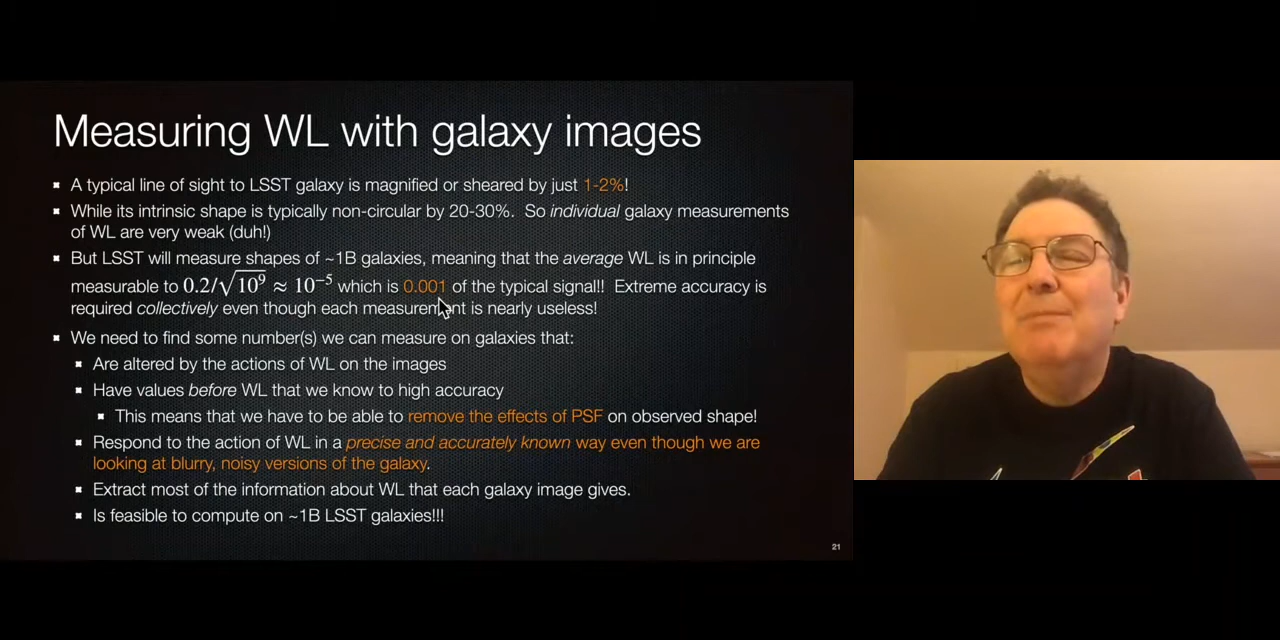 Measuring WL with galaxy images
▪ A typical line of sight to LSST galaxy is magnified or sheared by just 1-2%!
▪ While its intrinsic shape is typically non-circular by 20-30%. So individual galaxy measurements
of WL are very weak (duh!)
▪ But LSST will measure shapes of ~1B galaxies, meaning that the average WL is in principle
measurable to 0.2/√10⁹ ≈ 10⁻⁵ which is 0.001 of the typical signal!! Extreme accuracy is
required collectively even though each measurement is nearly useless!
▪ We need to find some number(s) we can measure on galaxies that:
▪ Are altered by the actions of WL on the images
▪ Have values before WL that we know to high accuracy
▪ This means that we have to be able to remove the effects of PSF on observed shape!
▪ Respond to the action of WL in a precise and accurately known way even though we are
looking at blurry, noisy versions of the galaxy.
▪ Extract most of the information about WL that each galaxy image gives.
▪ Is feasible to compute on ~1B LSST galaxies!!!
21